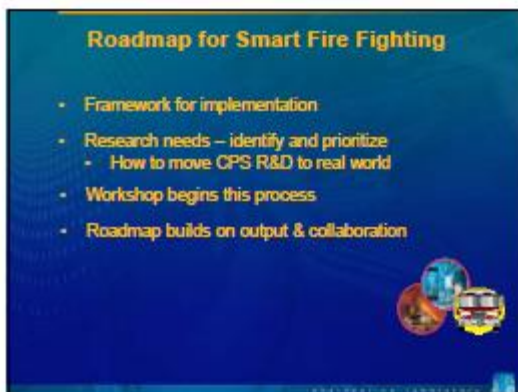 Roadmap for Smart Fire Fighting
- Framework for implementation
- Research needs – identify and prioritize
- How to move CPS R&D to real world
- Workshop begins this process
- Roadmap builds on output & collaboration